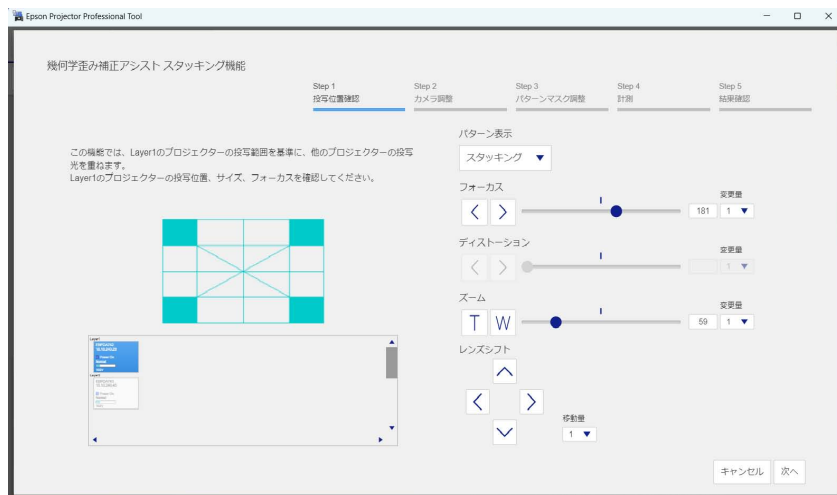 Epson Projector Professional Tool
幾何学歪み補正アシスト スタッキング機能
Step 1
投写位置確認
Step 2
カメラ調整
Step 3
パターンマスク調整
Step 4
計測
Step 5
結果確認
この機能では、Layer1のプロジェクターの投写範囲を基準に、他のプロジェクターの投写
光を重ねます。
Layer1のプロジェクターの投写位置、サイズ、フォーカスを確認してください。
Layer1
Layer2
パターン表示
スタッキング
フォーカス
変更量
181
1
ディストーション
変更量
1
ズーム
変更量
T
W
59
1
レンズシフト
移動量
1
キャンセル
次へ